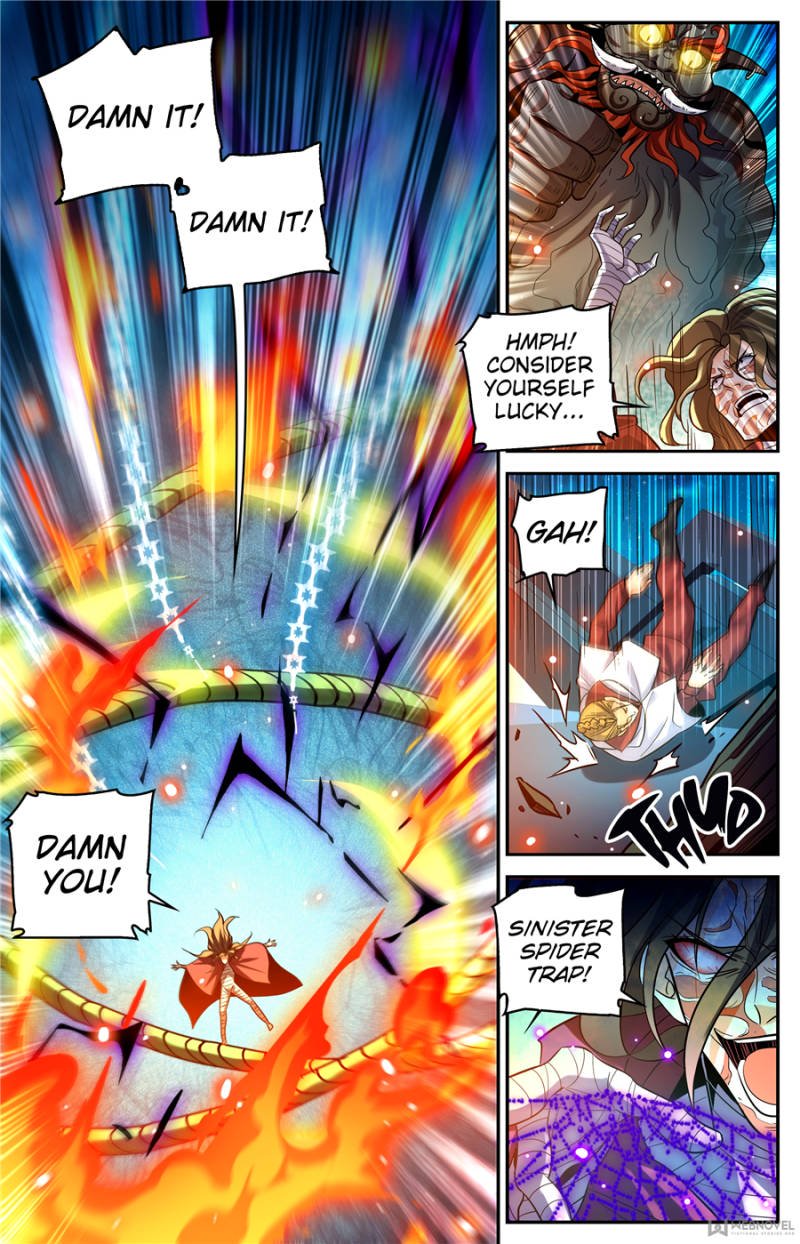 DAMN IT!
DAMN IT!
DAMN
YOU!
HMPH!
CONSIDER
YOURSELF
LUCKY...
GAH!
THUD
SINISTER
SPIDER
TRAP!
WEBNOVEL